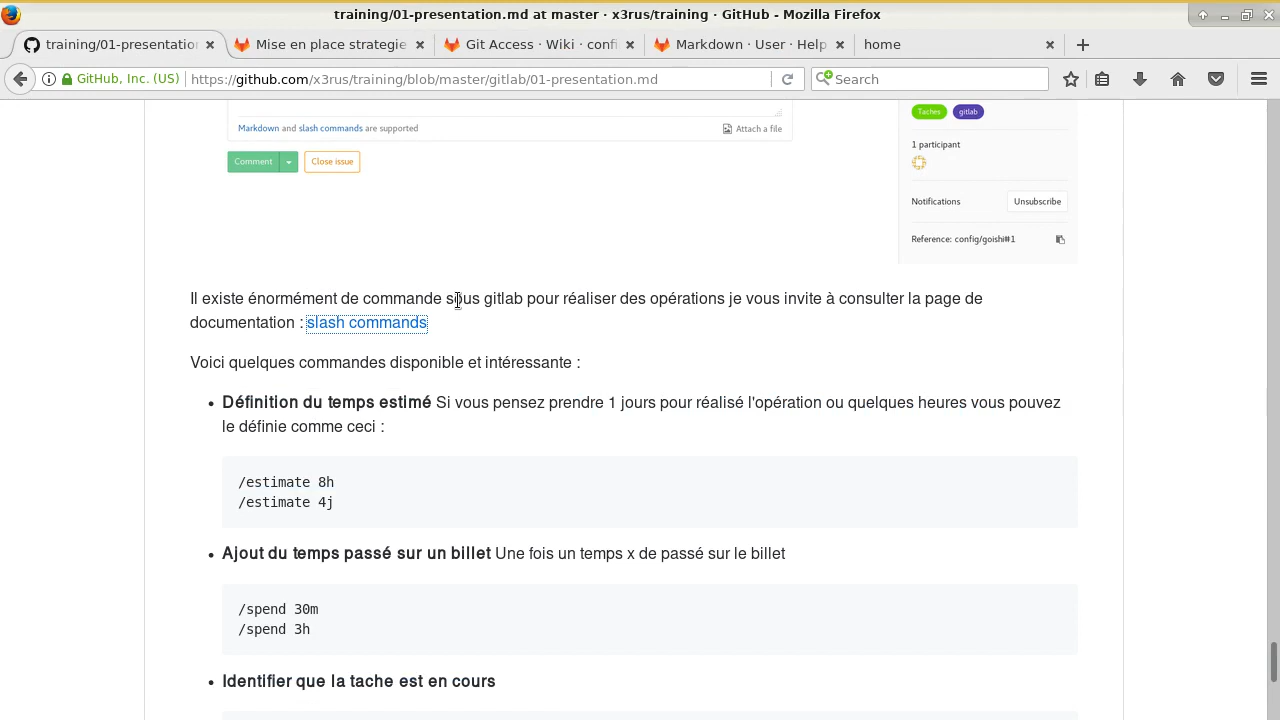 training/01-presentation.md at master · x3rus/training · GitHub - Mozilla Firefox
training/01-presentation
Mise en place strategie
Git Access · Wiki · confi
Markdown · User · Help
home
GitHub, Inc. (US)
https://github.com/x3rus/training/blob/master/gitlab/01-presentation.md
Search
Taches gitlab
Markdown and slash commands are supported
Attach a file
1 participant
Comment
Close issue
Notifications
Unsubscribe
Reference: config/goishi#1
Il existe énormément de commande sous gitlab pour réaliser des opérations je vous invite à consulter la page de
documentation : slash commands
Voici quelques commandes disponible et intéressante :
• Définition du temps estimé Si vous pensez prendre 1 jours pour réalisé l'opération ou quelques heures vous pouvez
le définie comme ceci :
/estimate 8h
/estimate 4j
• Ajout du temps passé sur un billet Une fois un temps x de passé sur le billet
/spend 30m
/spend 3h
• Identifier que la tache est en cours